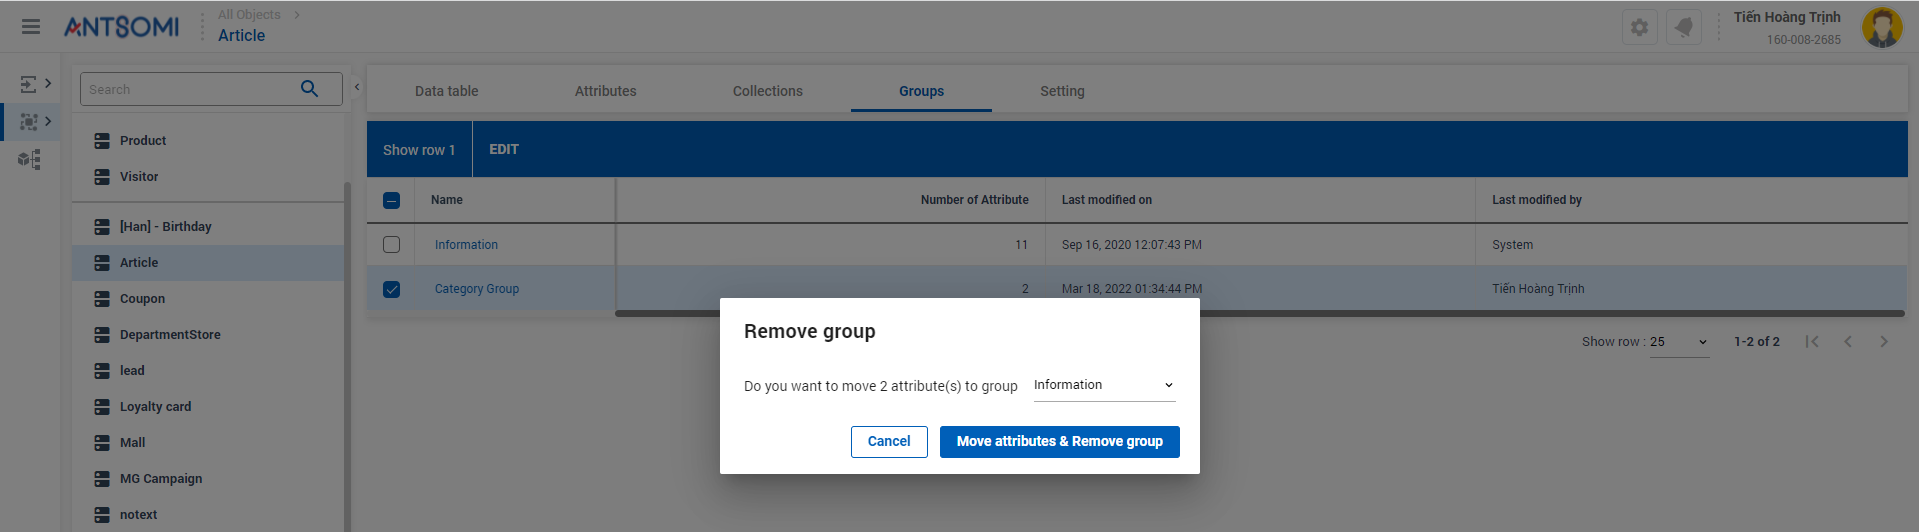 ANTSOMI
All Objects
Article
Tiến Hoàng Trịnh
160-008-2685
Search
Product
Visitor
[Han] - Birthday
Article
Coupon
DepartmentStore
lead
Loyalty card
Mall
MG Campaign
notext
Data table Attributes Collections Groups Setting
Show row 1 EDIT
Name Number of Attribute Last modified on Last modified by
Information 11 Sep 16, 2020 12:07:43 PM System
Category Group 2 Mar 18, 2022 01:34:44 PM Tiến Hoàng Trịnh
Show row : 25 1-2 of 2
Remove group
Do you want to move 2 attribute(s) to group Information
Cancel Move attributes & Remove group